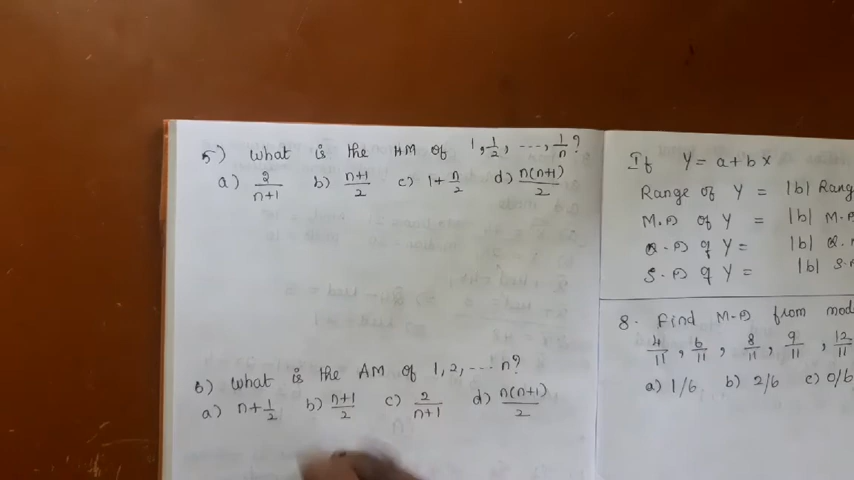 5) What is the HM of 1, 1/2, ..., 1/n ?
a) 2/n+1 b) n+1/2 c) 1+n/2 d) n(n+1)/2
6) What is the AM of 1, 2, ... n?
a) n+1/2 b) n+1/2 c) 2/n+1 d) n(n+1)/2
If Y = a+bx
Range of Y = |b| Rang
M.D of Y = |b| M.
Q.D of Y = |b| Q.
S.D of Y = |b| S.
8. Find M.D from mod
4/11, 6/11, 8/11, 9/11, 12/11
a) 1/6 b) 2/6 c) 0/6